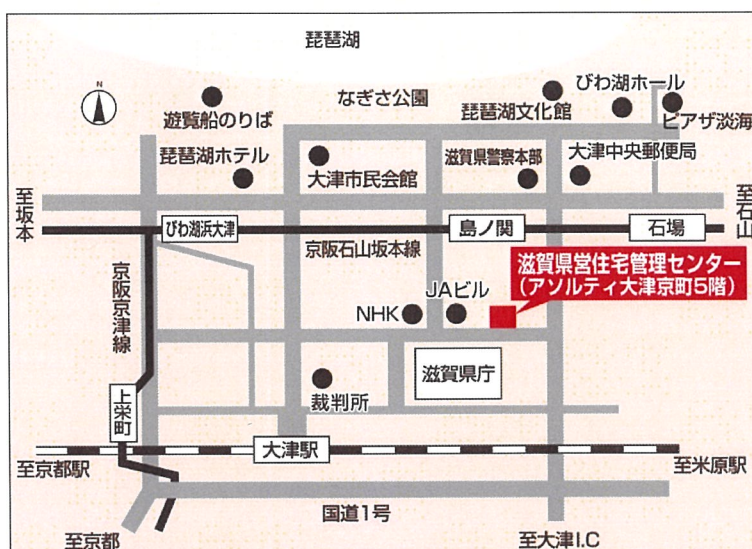 琵琶湖
N
なぎさ公園
びわ湖ホール
琵琶湖文化館
ピアザ淡海
遊覧船のりば
琵琶湖ホテル
大津市民会館
滋賀県警察本部
大津中央郵便局
至坂本
至石山
びわ湖浜大津
島ノ関
石場
京阪石山坂本線
京阪京津線
滋賀県営住宅管理センター
（アソルティ大津京町5階）
JAビル
NHK
滋賀県庁
裁判所
上栄町
大津駅
至京都駅
至米原駅
国道1号
至京都
至大津I.C